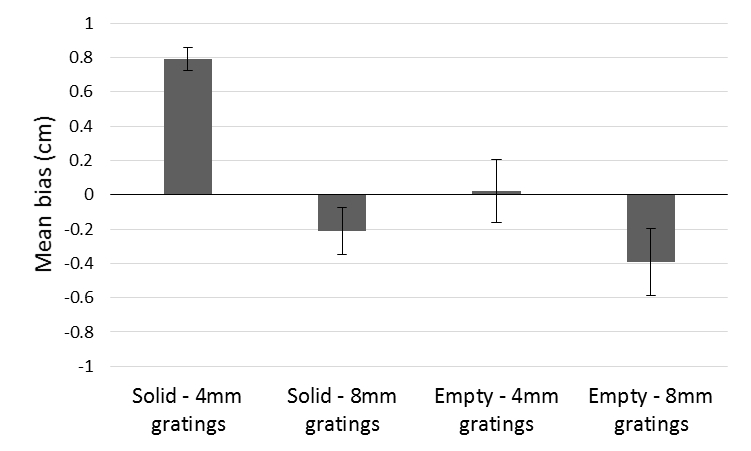 1
0.8
0.6
0.4
0.2
0
-0.2
-0.4
-0.6
-0.8
-1
Mean bias (cm)
Solid - 4mm
gratings
Solid - 8mm
gratings
Empty - 4mm
gratings
Empty - 8mm
gratings